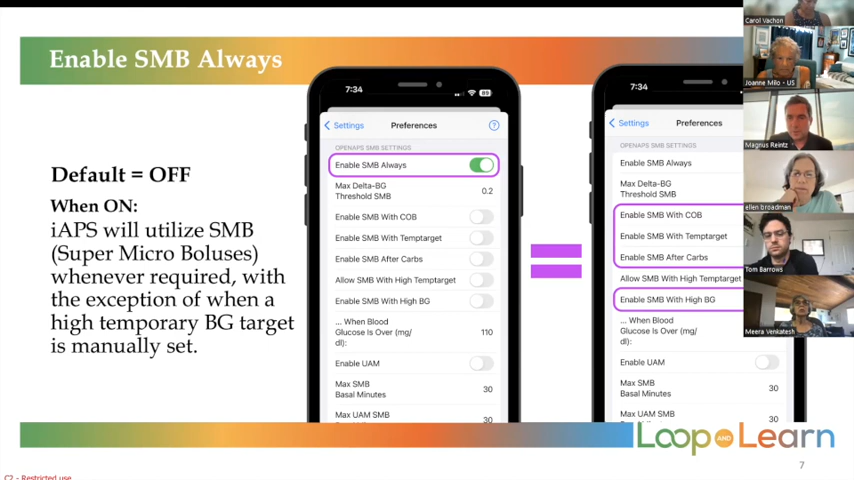 Enable SMB Always
Default = OFF
When ON:
iAPS will utilize SMB
(Super Micro Boluses)
whenever required, with
the exception of when a
high temporary BG target
is manually set.
7:34
89
Settings
Preferences
?
OPENAPS SMB SETTINGS
Enable SMB Always
Max Delta-BG
Threshold SMB
0.2
Enable SMB With COB
Enable SMB With Temptarget
Enable SMB After Carbs
Allow SMB With High Temptarget
Enable SMB With High BG
... When Blood
Glucose Is Over (mg/
dl):
110
Enable UAM
Max SMB
Basal Minutes
30
Max UAM SMB
30
7:34
Settings
Preferences
OPENAPS SMB SETTINGS
Enable SMB Always
Max Delta-BG
Threshold SMB
Enable SMB With COB
Enable SMB With Temptarget
Enable SMB After Carbs
Allow SMB With High Temptarget
Enable SMB With High BG
... When Blood
Glucose Is Over (mg/
dl):
Enable UAM
Max SMB
Basal Minutes
30
Max UAM SMB
30
Carol Vachon
Joanne Milo - US
Magnus Reintz
ellen broadman
Tom Barrows
Meera Venkatesh
Loop AND Learn
7
C2 - Restricted use